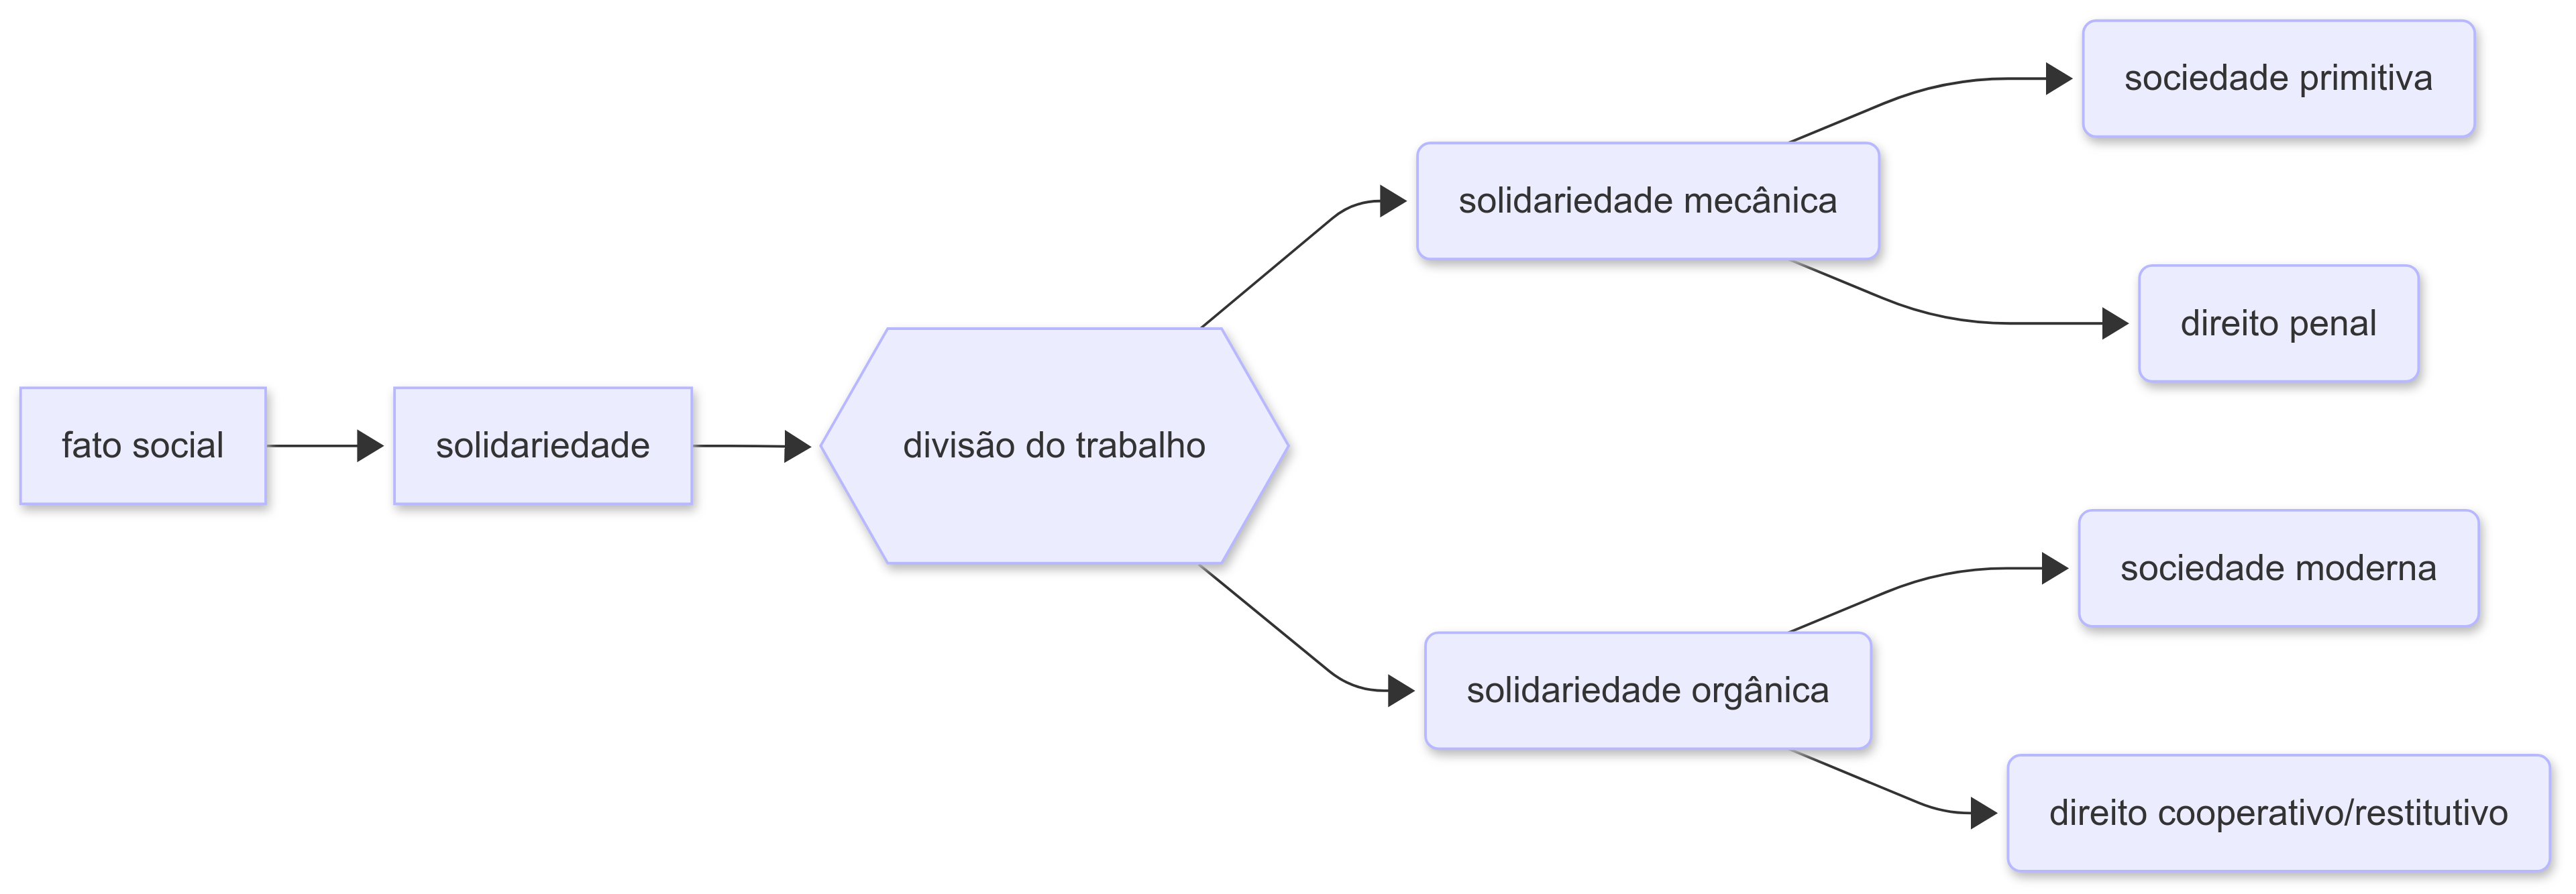 fato social
solidariedade
divisão do trabalho
solidariedade mecânica
sociedade primitiva
direito penal
solidariedade orgânica
sociedade moderna
direito cooperativo/restitutivo